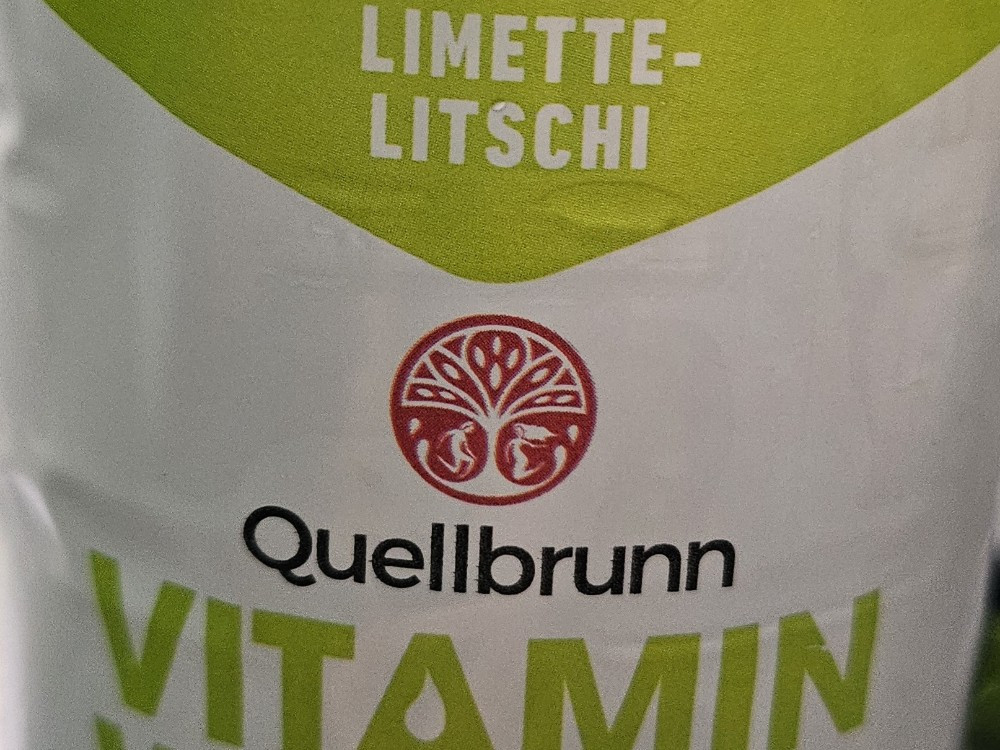 LIMETTE-
LITSCHI
Quellbrunn
VITAMIN